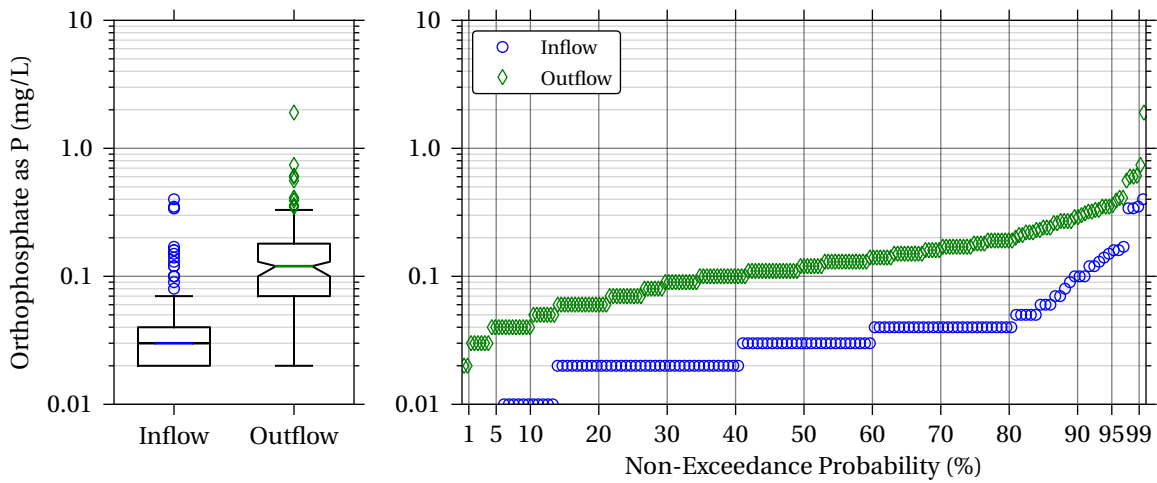 Orthophosphate as P (mg/L)
10
1.0
0.1
0.01
Inflow Outflow
10
1.0
0.1
0.01
Inflow
Outflow
1 5 10 20 30 40 50 60 70 80 90 95 99
Non-Exceedance Probability (%)